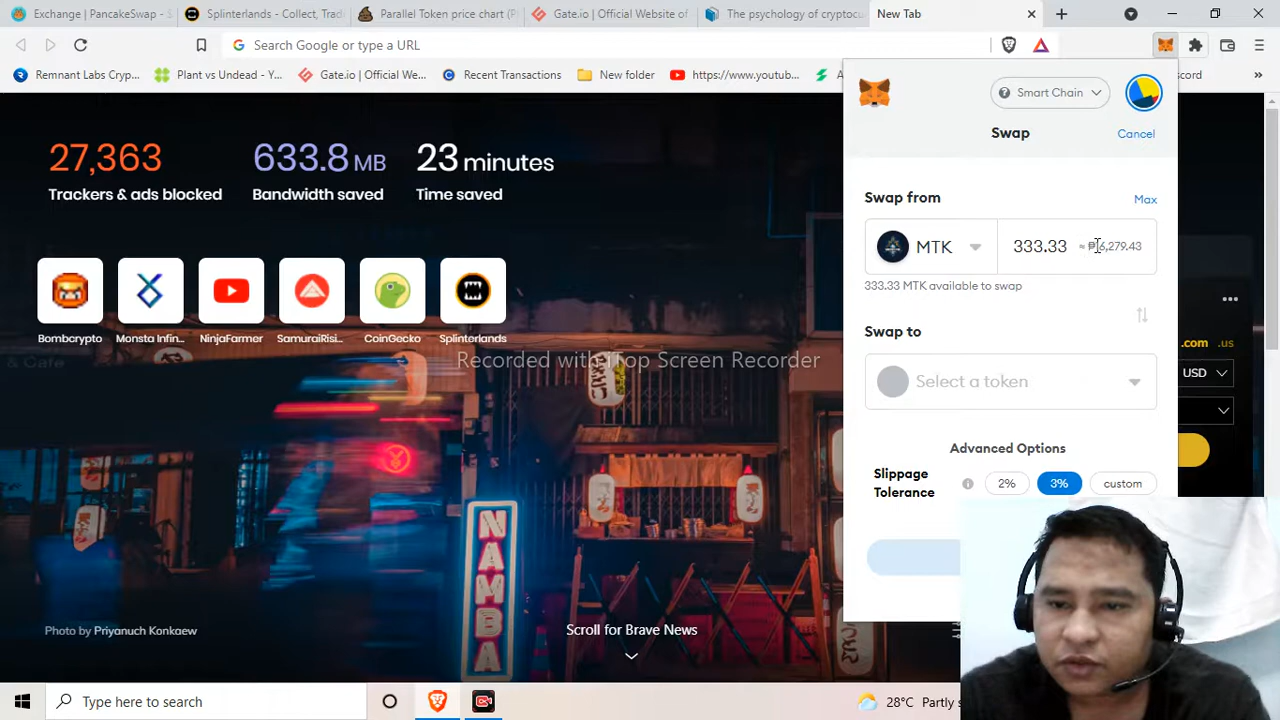 Exchange | PancakeSwap -
Splinterlands - Collect, Trad
Parallel Token price chart (P
Gate.io | Official Website of
The psychology of cryptocu
New Tab
Search Google or type a URL
Remnant Labs Cryp...
Plant vs Undead - Y...
Gate.io | Official We...
Recent Transactions
New folder
https://www.youtub...
27,363
Trackers & ads blocked
633.8 MB
Bandwidth saved
23 minutes
Time saved
Bombcrypto
Monsta Infin...
NinjaFarmer
SamuraiRisi...
CoinGecko
Splinterlands
Recorded with iTop Screen Recorder
Smart Chain
Swap
Cancel
Swap from
Max
MTK
333.33
333.33 MTK available to swap
Swap to
Select a token
Advanced Options
Slippage
Tolerance
2%
3%
custom
.com
.us
USD
NAMBA
Photo by Priyanuch Konkaew
Scroll for Brave News
Type here to search
28°C
Partly s